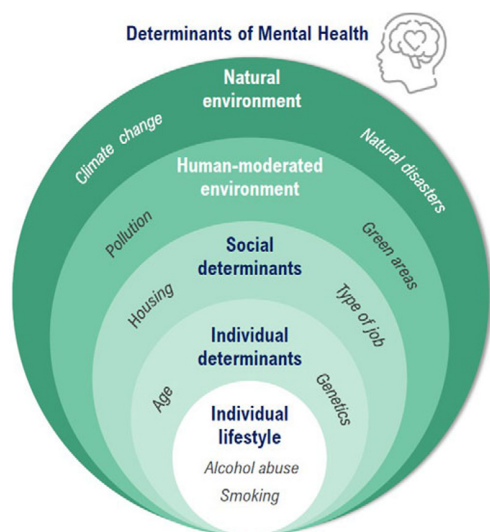 Determinants of Mental Health
Natural
environment
Climate change
Natural disasters
Human-moderated
environment
Pollution
Green areas
Social
determinants
Housing
Type of job
Individual
determinants
Age
Genetics
Individual
lifestyle
Alcohol abuse
Smoking